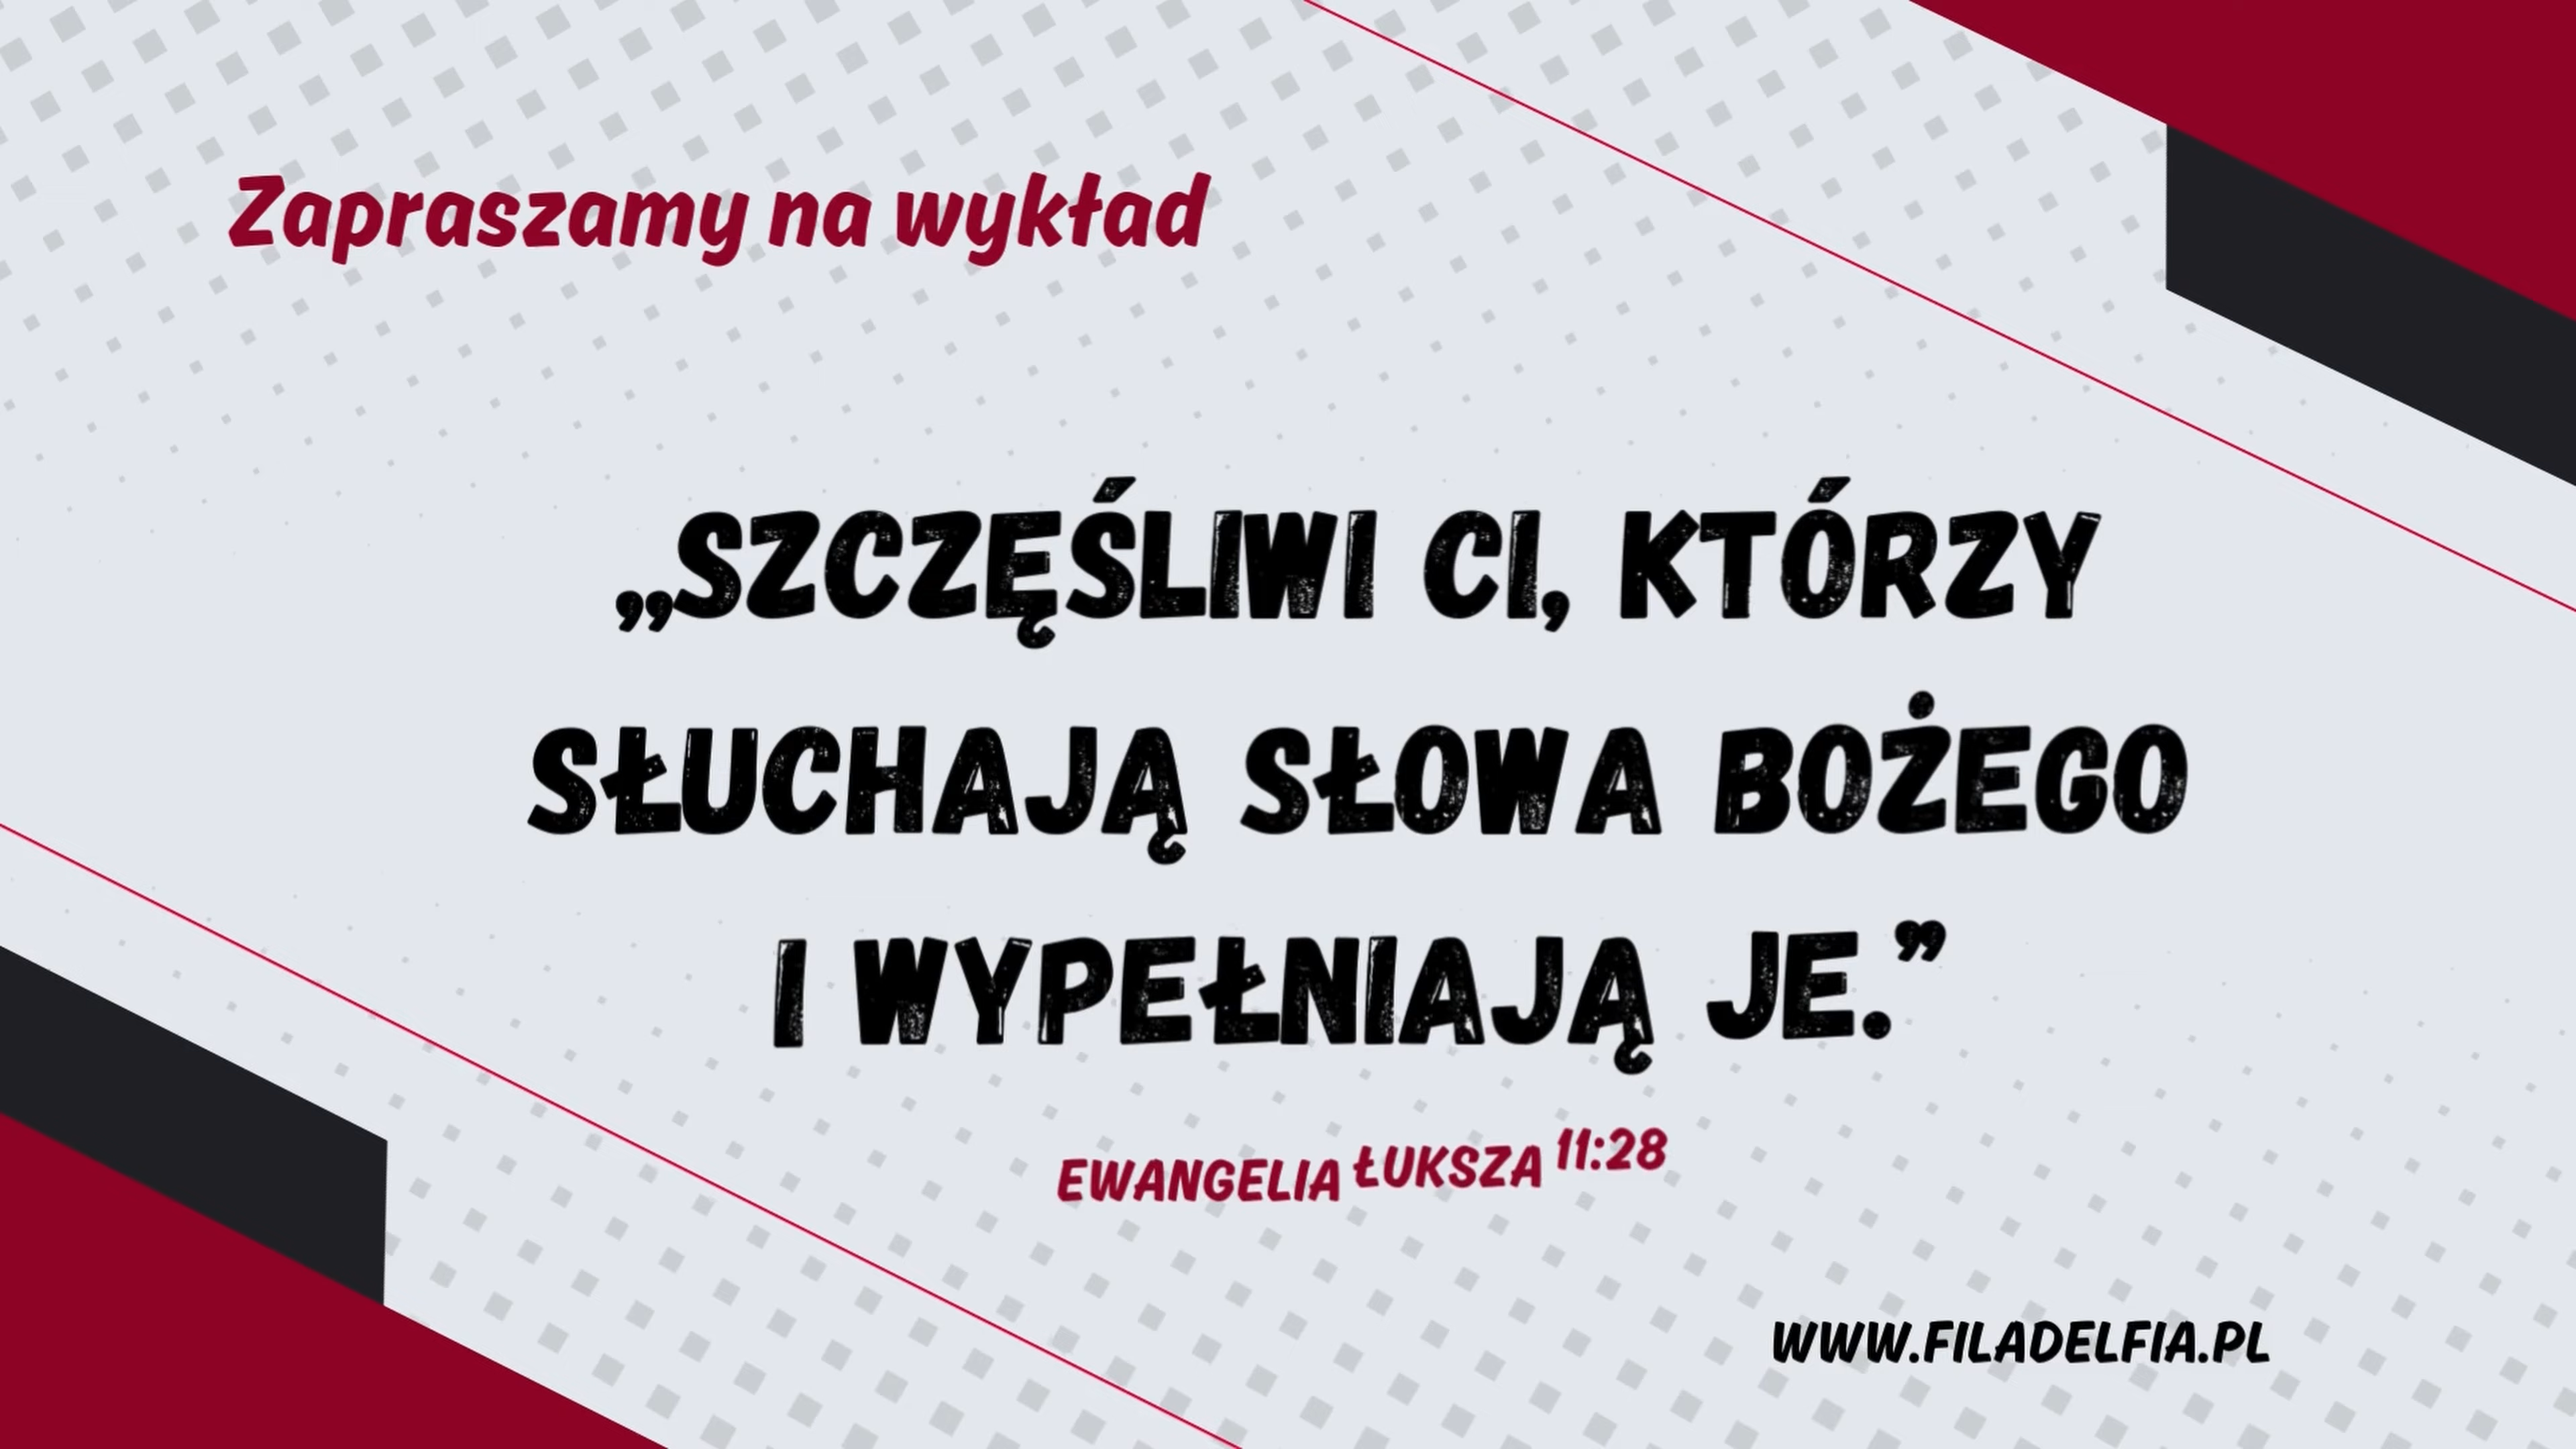 Zapraszamy na wykład
„SZCZĘŚLIWI CI, KTÓRZY
SŁUCHAJĄ SŁOWA BOŻEGO
I WYPEŁNIAJĄ JE.”
EWANGELIA ŁUKSZA 11:28
WWW.FILADELFIA.PL